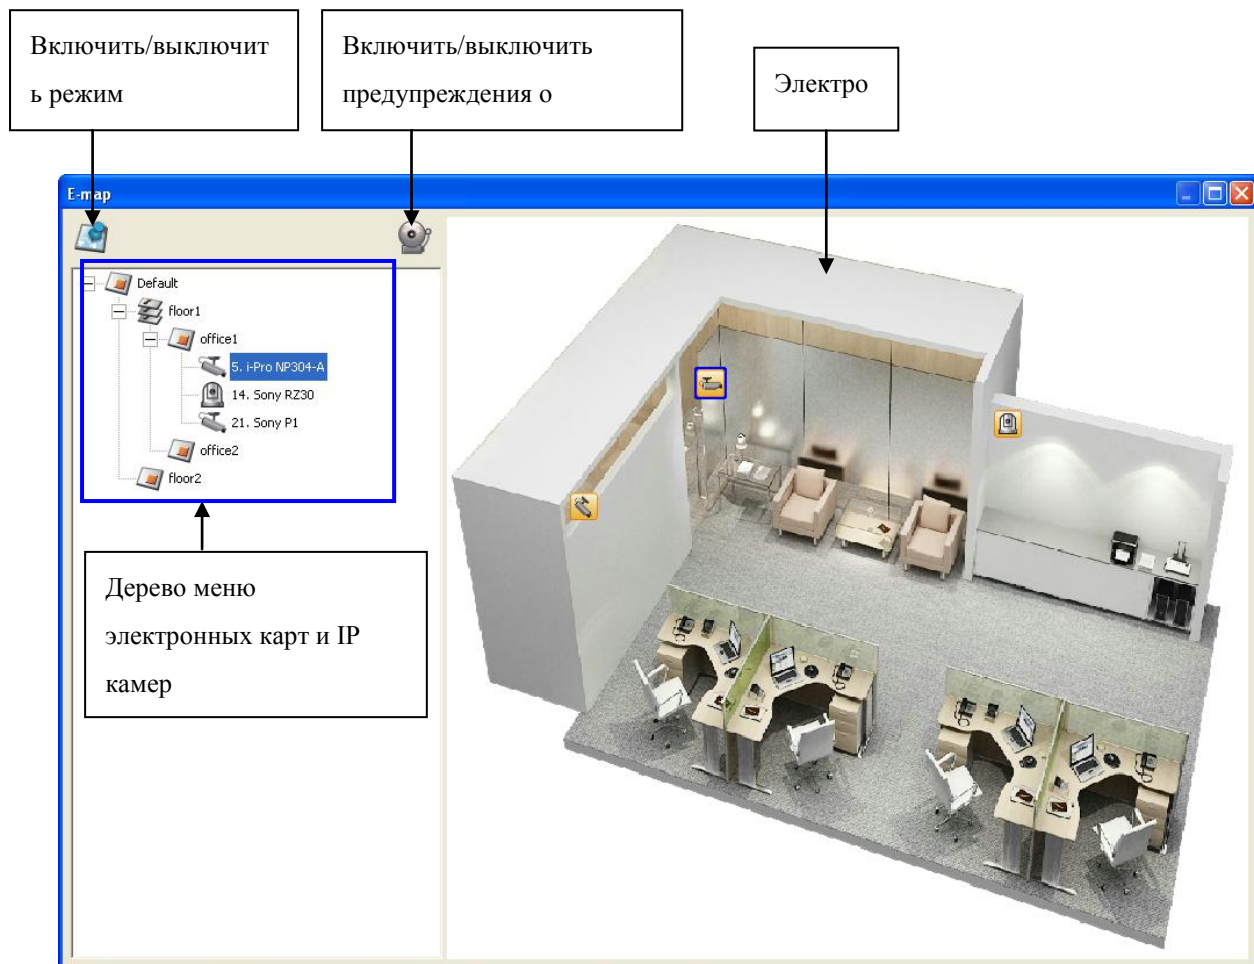 Включить/выключит
ь режим
Включить/выключить
предупреждения о
Электро
E-map
Default
floor1
office1
5. i-Pro NP304-A
14. Sony RZ30
21. Sony P1
office2
floor2
Дерево меню
электронных карт и IP
камер